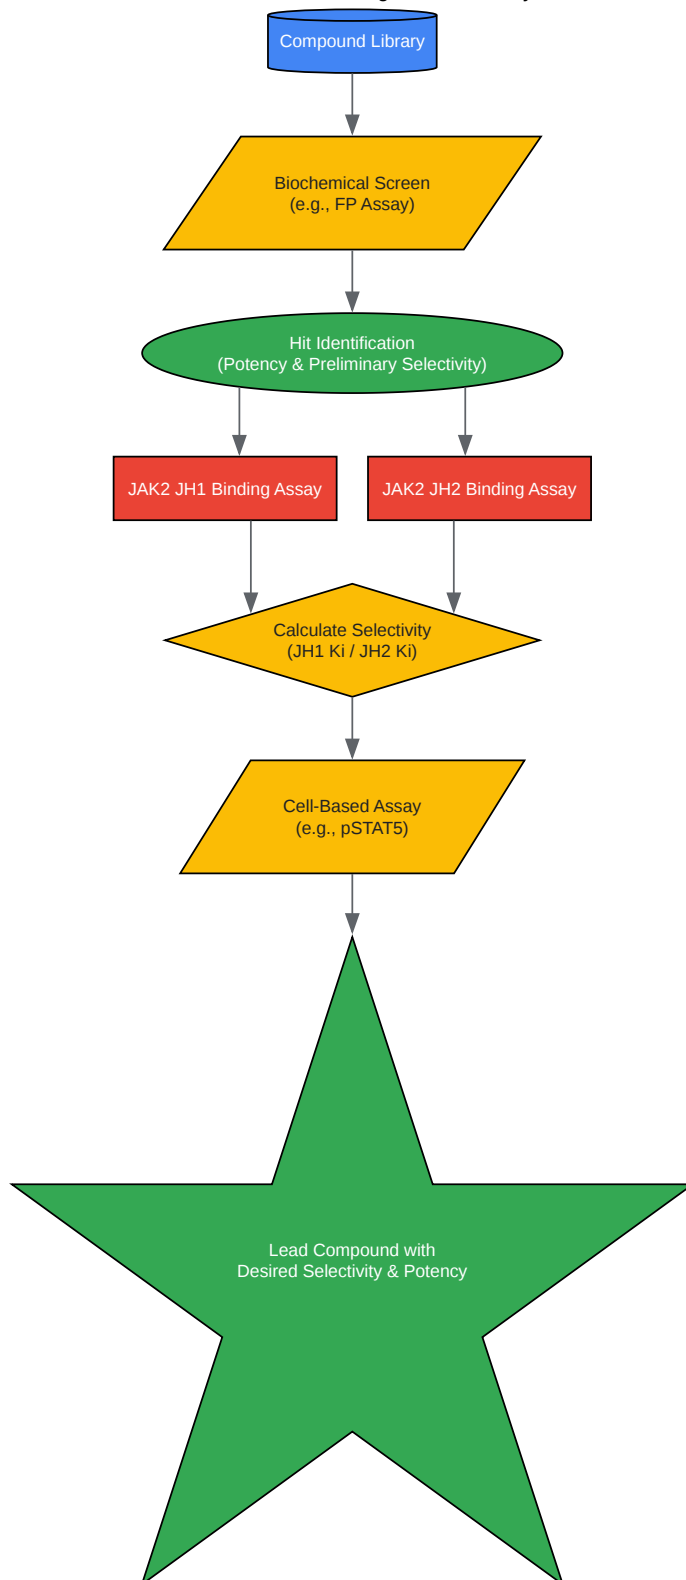 Compound Library
Biochemical Screen
(e.g., FP Assay)
Hit Identification
(Potency & Preliminary Selectivity)
JAK2 JH1 Binding Assay
JAK2 JH2 Binding Assay
Calculate Selectivity
(JH1 Ki / JH2 Ki)
Cell-Based Assay
(e.g., pSTAT5)
Lead Compound with
Desired Selectivity & Potency